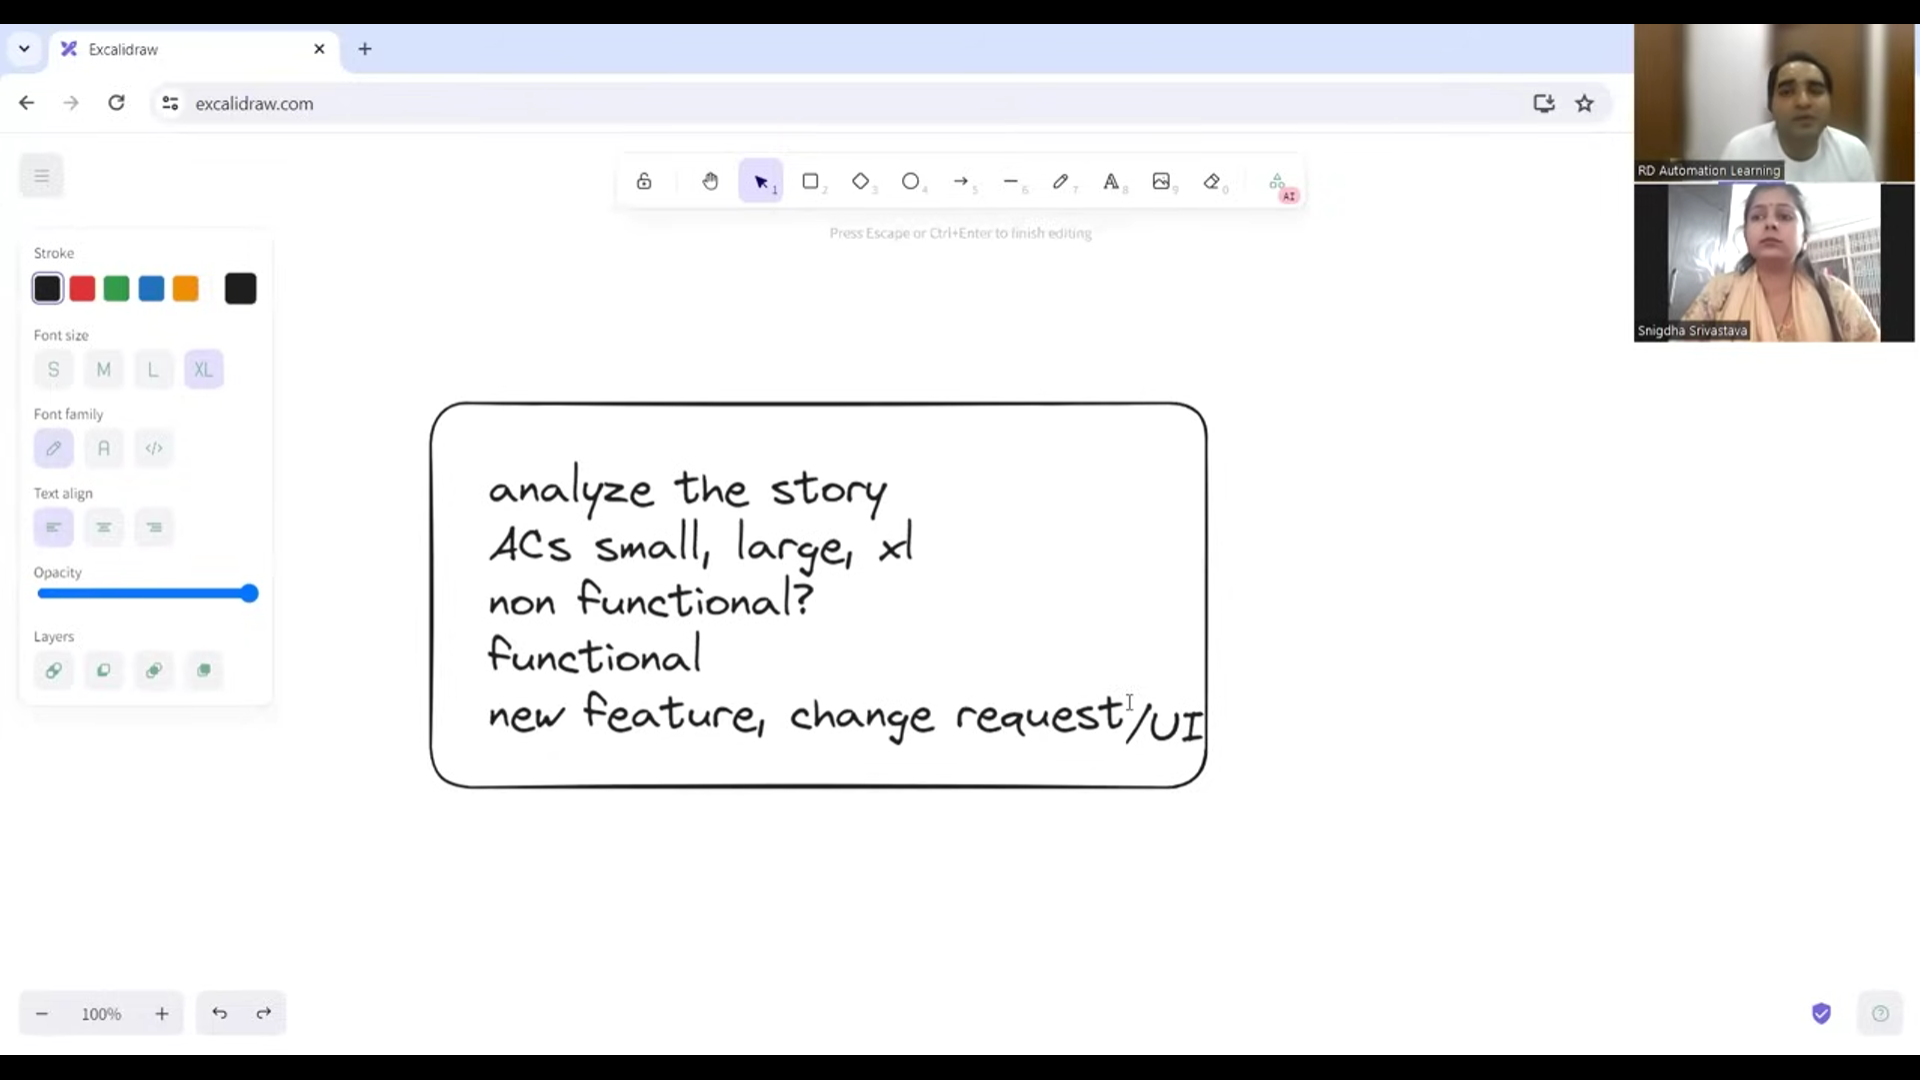 Excalidraw
excalidraw.com
RD Automation Learning
Snigdha Srivastava
1 2 3 4 5 6 7 8 9 0 AI
Press Escape or Ctrl+Enter to finish editing
Stroke
Font size
S M L XL
Font family
A </>
Text align
Opacity
Layers
analyze the story
ACs small, large, xl
non functional?
functional
new feature, change request/UI
100%